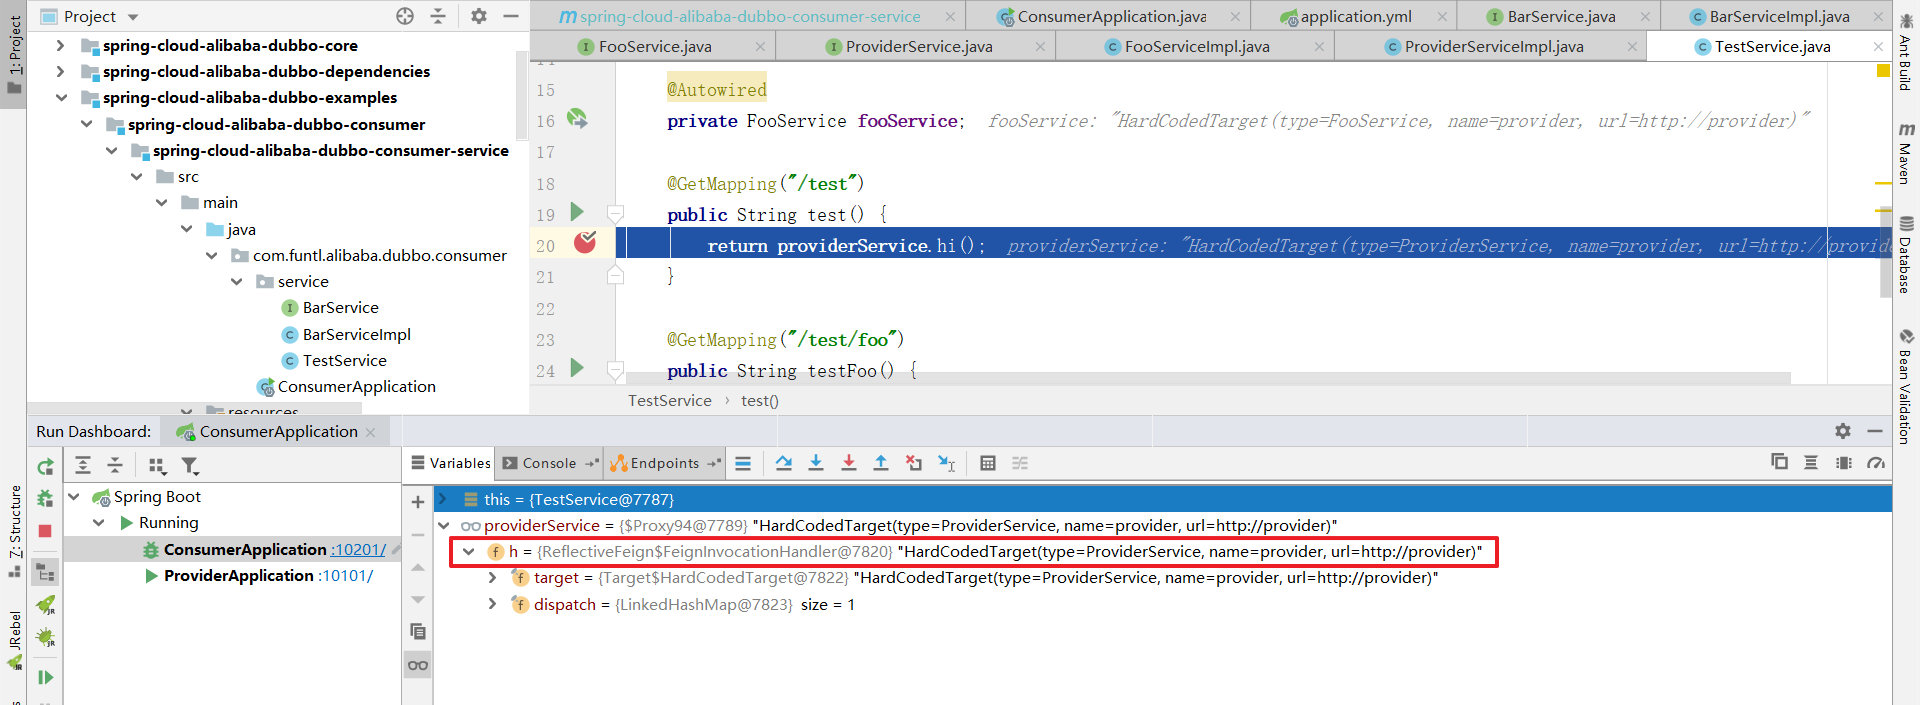 Project
spring-cloud-alibaba-dubbo-core
spring-cloud-alibaba-dubbo-dependencies
spring-cloud-alibaba-dubbo-examples
spring-cloud-alibaba-dubbo-consumer
spring-cloud-alibaba-dubbo-consumer-service
src
main
java
com.funtl.alibaba.dubbo.consumer
service
BarService
BarServiceImpl
TestService
ConsumerApplication
resources
1: Project
7: Structure
JRebel
spring-cloud-alibaba-dubbo-consumer-service
ConsumerApplication.java
application.yml
BarService.java
BarServiceImpl.java
FooService.java
ProviderService.java
FooServiceImpl.java
ProviderServiceImpl.java
TestService.java
15 @Autowired
16 private FooService fooService; fooService: "HardCodedTarget(type=FooService, name=provider, url=http://provider)"
17
18 @GetMapping("/test")
19 public String test() {
20 return providerService.hi(); providerService: "HardCodedTarget(type=ProviderService, name=provider, url=http://provide
21 }
22
23 @GetMapping("/test/foo")
24 public String testFoo() {
TestService › test()
Ant Build
Maven
Database
Bean Validation
Run Dashboard: ConsumerApplication
Spring Boot
Running
ConsumerApplication :10201/
ProviderApplication :10101/
Variables Console Endpoints
this = {TestService@7787}
providerService = {$Proxy94@7789} "HardCodedTarget(type=ProviderService, name=provider, url=http://provider)"
h = {ReflectiveFeign$FeignInvocationHandler@7820} "HardCodedTarget(type=ProviderService, name=provider, url=http://provider)"
target = {Target$HardCodedTarget@7822} "HardCodedTarget(type=ProviderService, name=provider, url=http://provider)"
dispatch = {LinkedHashMap@7823} size = 1